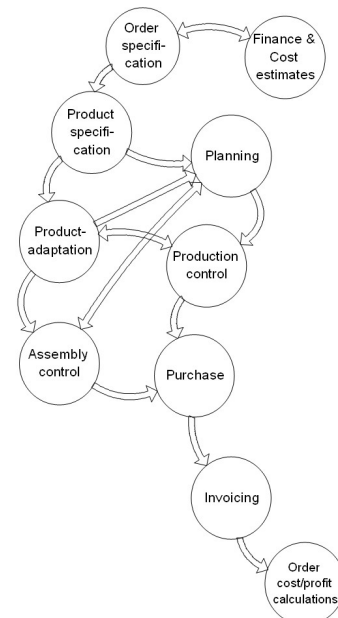 Order
specifi-
cation
Finance &
Cost
estimates
Product
specifi-
cation
Planning
Product-
adaptation
Production
control
Assembly
control
Purchase
Invoicing
Order
cost/profit
calculations